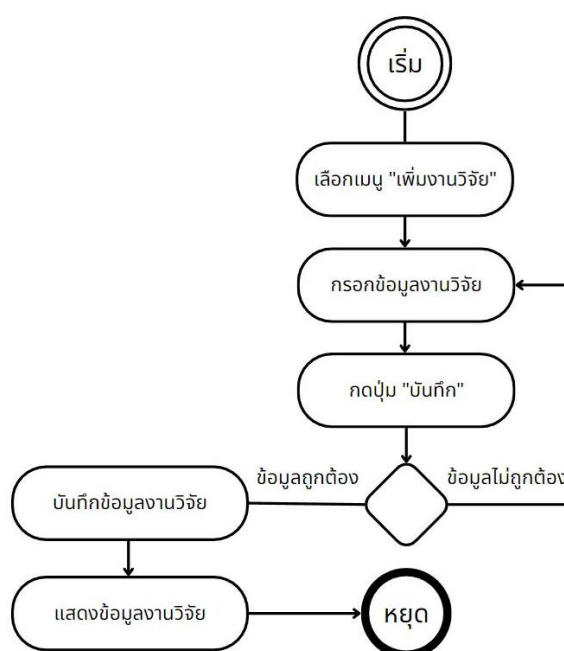 เริ่ม
เลือกเมนู "เพิ่มงานวิจัย"
กรอกข้อมูลงานวิจัย
กดปุ่ม "บันทึก"
ข้อมูลถูกต้อง
ข้อมูลไม่ถูกต้อง
บันทึกข้อมูลงานวิจัย
แสดงข้อมูลงานวิจัย
หยุด